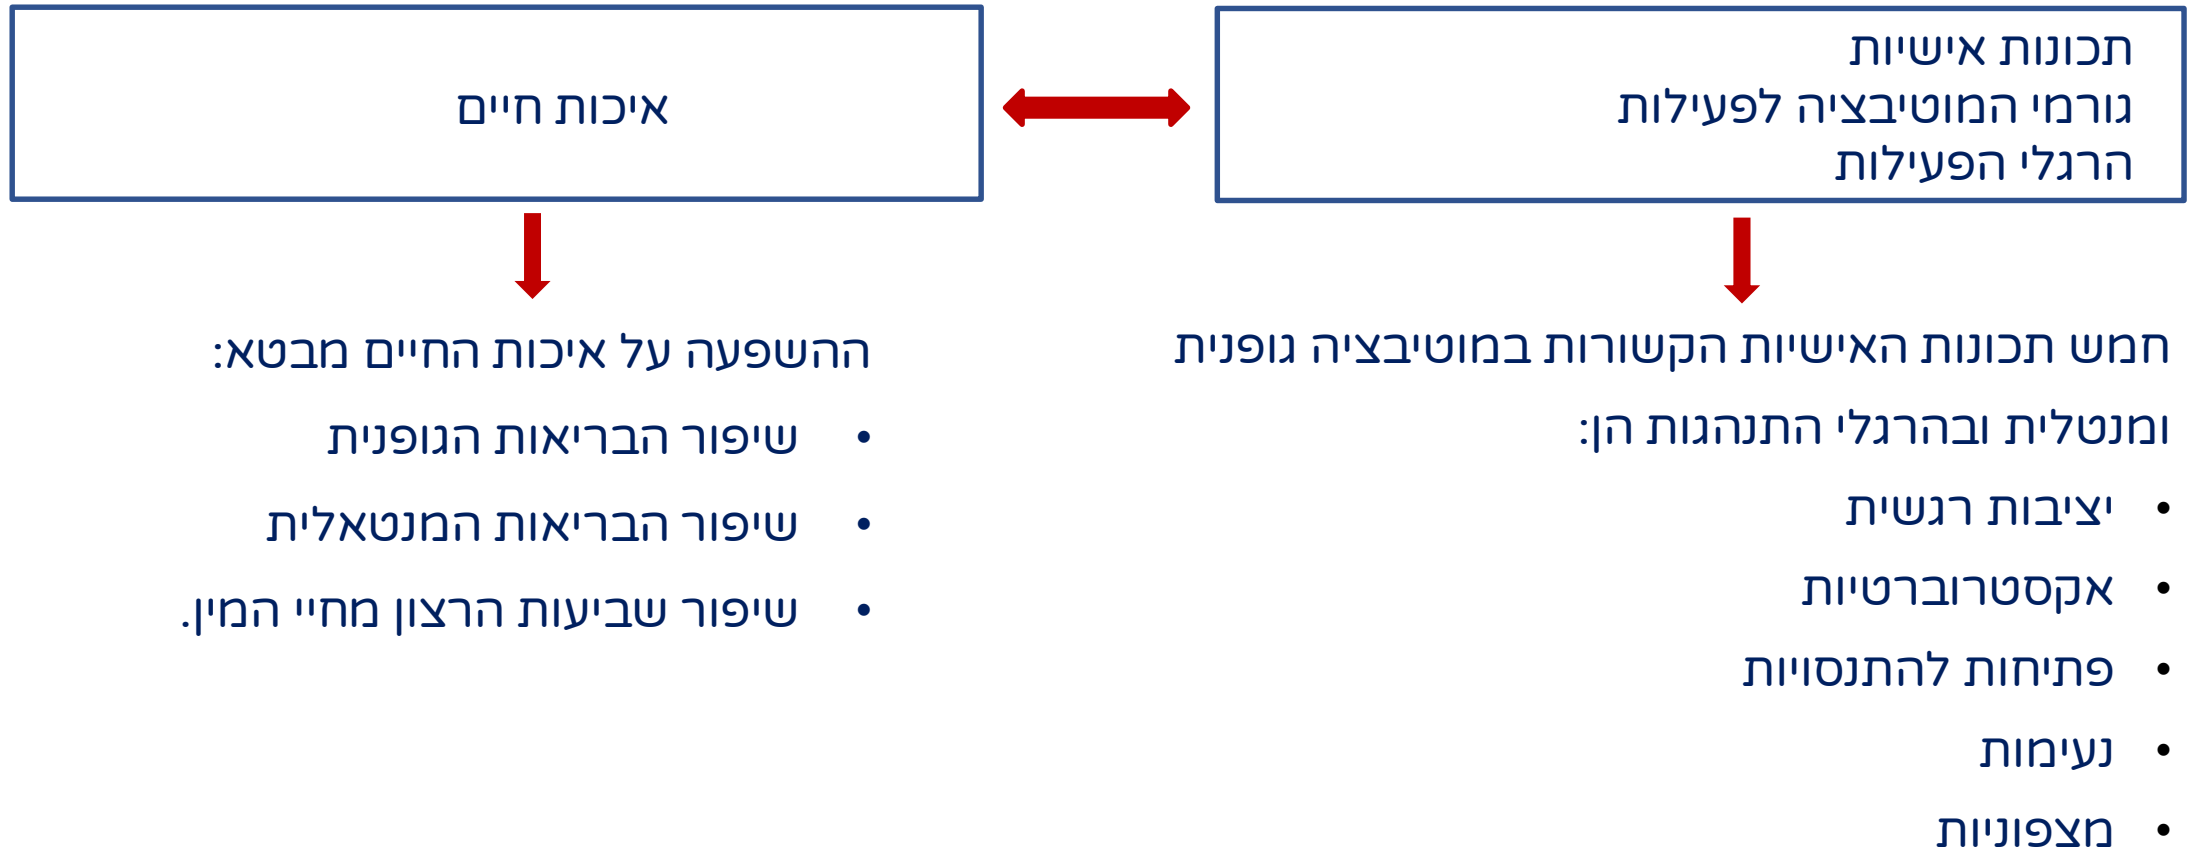 תכונות אישיות
גורמי המוטיבציה לפעילות
הרגלי הפעילות
איכות חיים
חמש תכונות האישיות הקשורות במוטיבציה גופנית
ומנטלית ובהרגלי התנהגות הן:
• יציבות רגשית
• אקסטרוברטיות
• פתיחות להתנסויות
• נעימות
• מצפוניות
ההשפעה על איכות החיים מבטא:
• שיפור הבריאות הגופנית
• שיפור הבריאות המנטאלית
• שיפור שביעות הרצון מחיי המין.